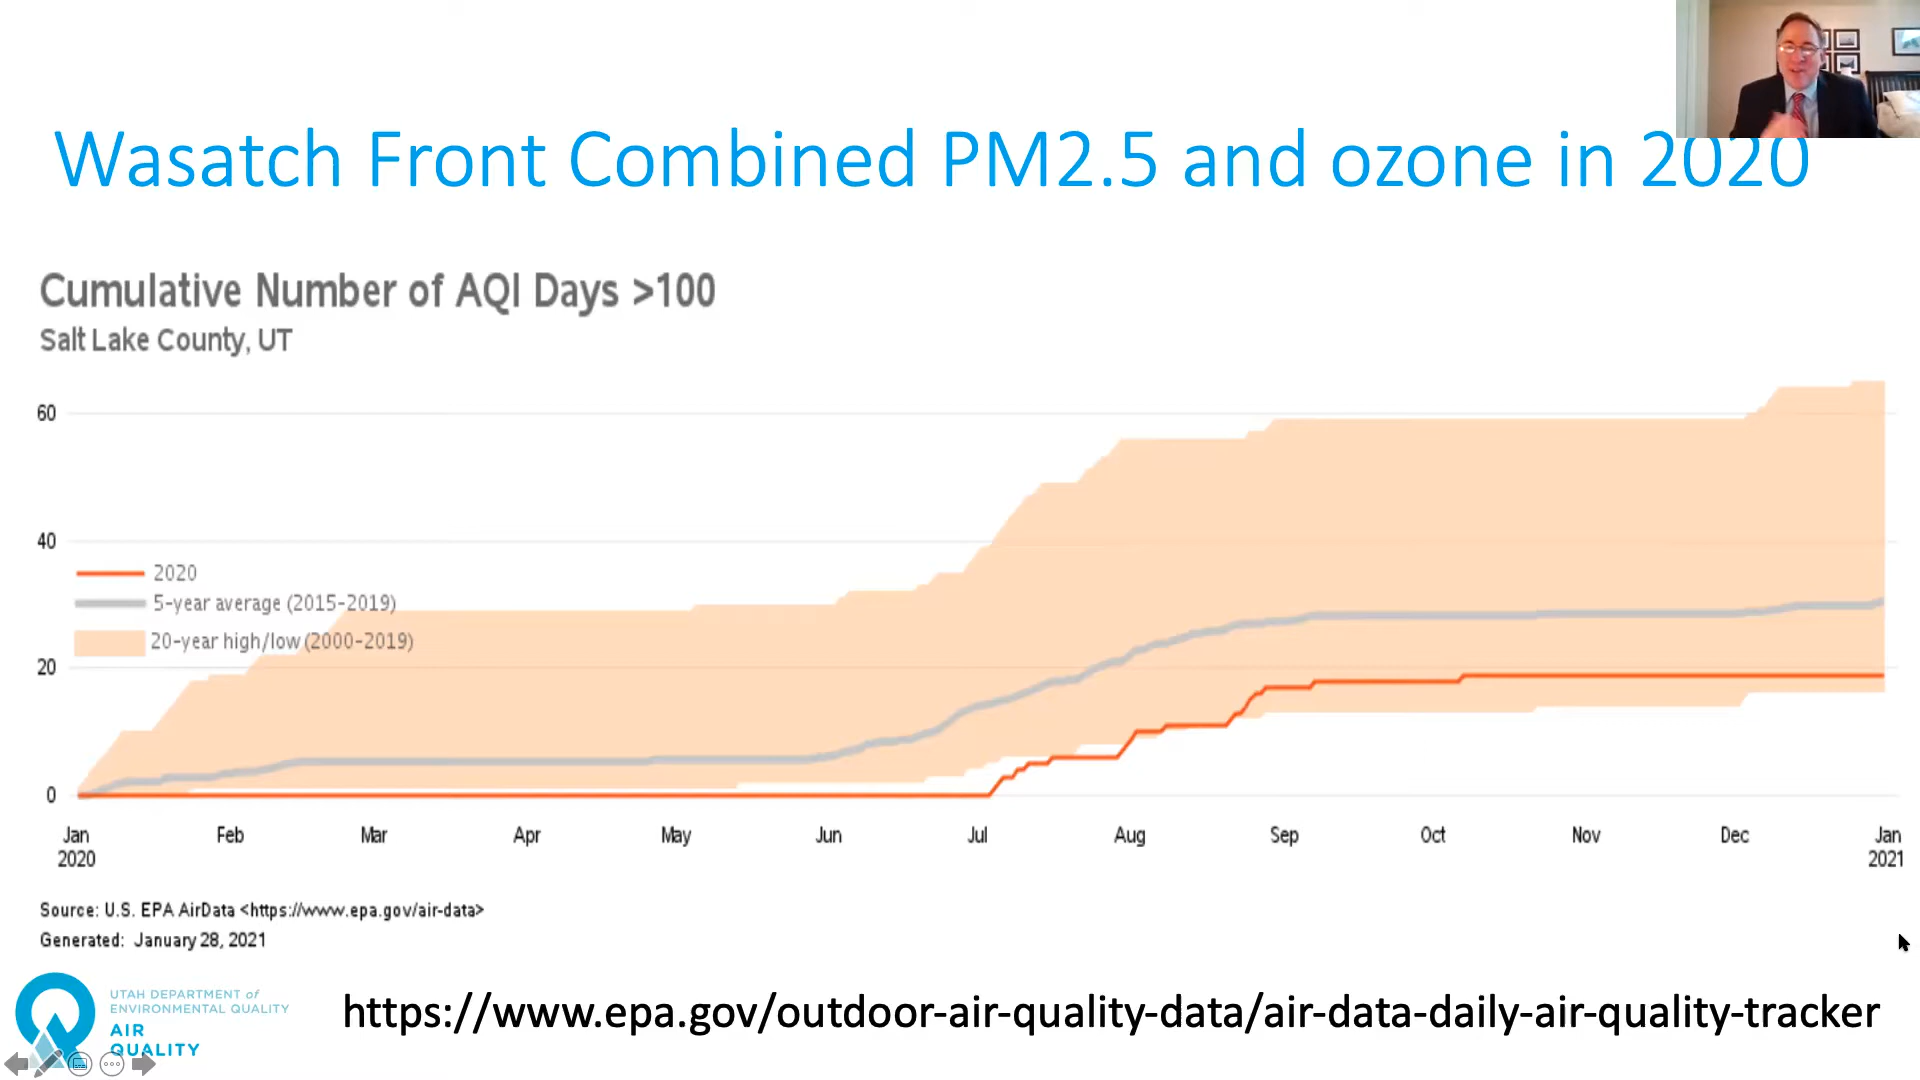 Wasatch Front Combined PM2.5 and ozone in 2020
Cumulative Number of AQI Days >100
Salt Lake County, UT
60
40
20
0
2020
5-year average (2015-2019)
20-year high/low (2000-2019)
Jan Feb Mar Apr May Jun Jul Aug Sep Oct Nov Dec Jan
2020 2021
Source: U.S. EPA AirData <https://www.epa.gov/air-data>
Generated: January 28, 2021
UTAH DEPARTMENT of
ENVIRONMENTAL QUALITY
AIR
QUALITY
https://www.epa.gov/outdoor-air-quality-data/air-data-daily-air-quality-tracker